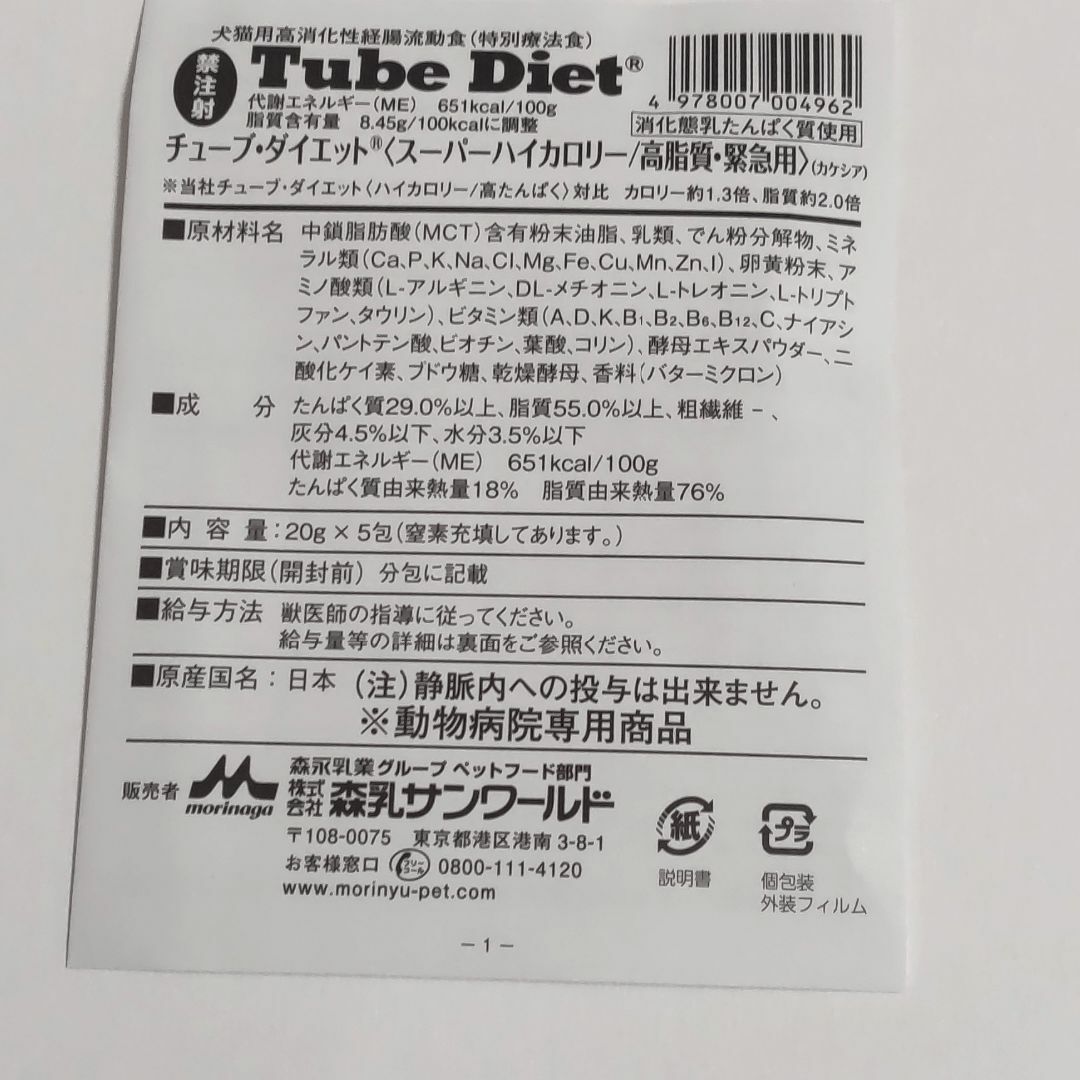 犬猫用高消化性経腸流動食(特別療法食)
禁注射
Tube Diet®
代謝エネルギー(ME) 651kcal/100g
脂質含有量 8.45g/100kcalに調整
4 978007 004962
消化態乳たんぱく質使用
チューブ・ダイエット®〈スーパーハイカロリー/高脂質・緊急用〉(カケシア)
※当社チューブ・ダイエット〈ハイカロリー/高たんぱく〉対比 カロリー約1.3倍、脂質約2.0倍
■原材料名 中鎖脂肪酸(MCT)含有粉末油脂、乳類、でん粉分解物、ミネ
ラル類(Ca,P,K,Na,Cl,Mg,Fe,Cu,Mn,Zn,I)、卵黄粉末、ア
ミノ酸類(L-アルギニン、DL-メチオニン、L-トレオニン、L-トリプト
ファン、タウリン)、ビタミン類(A、D、K、B₁、B₂、B₆、B₁₂、C、ナイアシ
ン、パントテン酸、ビオチン、葉酸、コリン)、酵母エキスパウダー、二
酸化ケイ素、ブドウ糖、乾燥酵母、香料(バターミクロン)
■成 分 たんぱく質29.0%以上、脂質55.0%以上、粗繊維 -、
灰分4.5%以下、水分3.5%以下
代謝エネルギー(ME) 651kcal/100g
たんぱく質由来熱量18% 脂質由来熱量76%
■内 容 量:20g × 5包(窒素充填してあります。)
■賞味期限(開封前) 分包に記載
■給与方法 獣医師の指導に従ってください。
給与量等の詳細は裏面をご参照ください。
■原産国名:日本 (注)静脈内への投与は出来ません。
※動物病院専用商品
販売者 morinaga
森永乳業グループ ペットフード部門
株式会社 森乳サンワールド
〒108-0075 東京都港区港南 3-8-1
お客様窓口 フリーコール 0800-111-4120
www.morinyu-pet.com
紙
説明書
プラ
個包装
外装フィルム
- 1 -